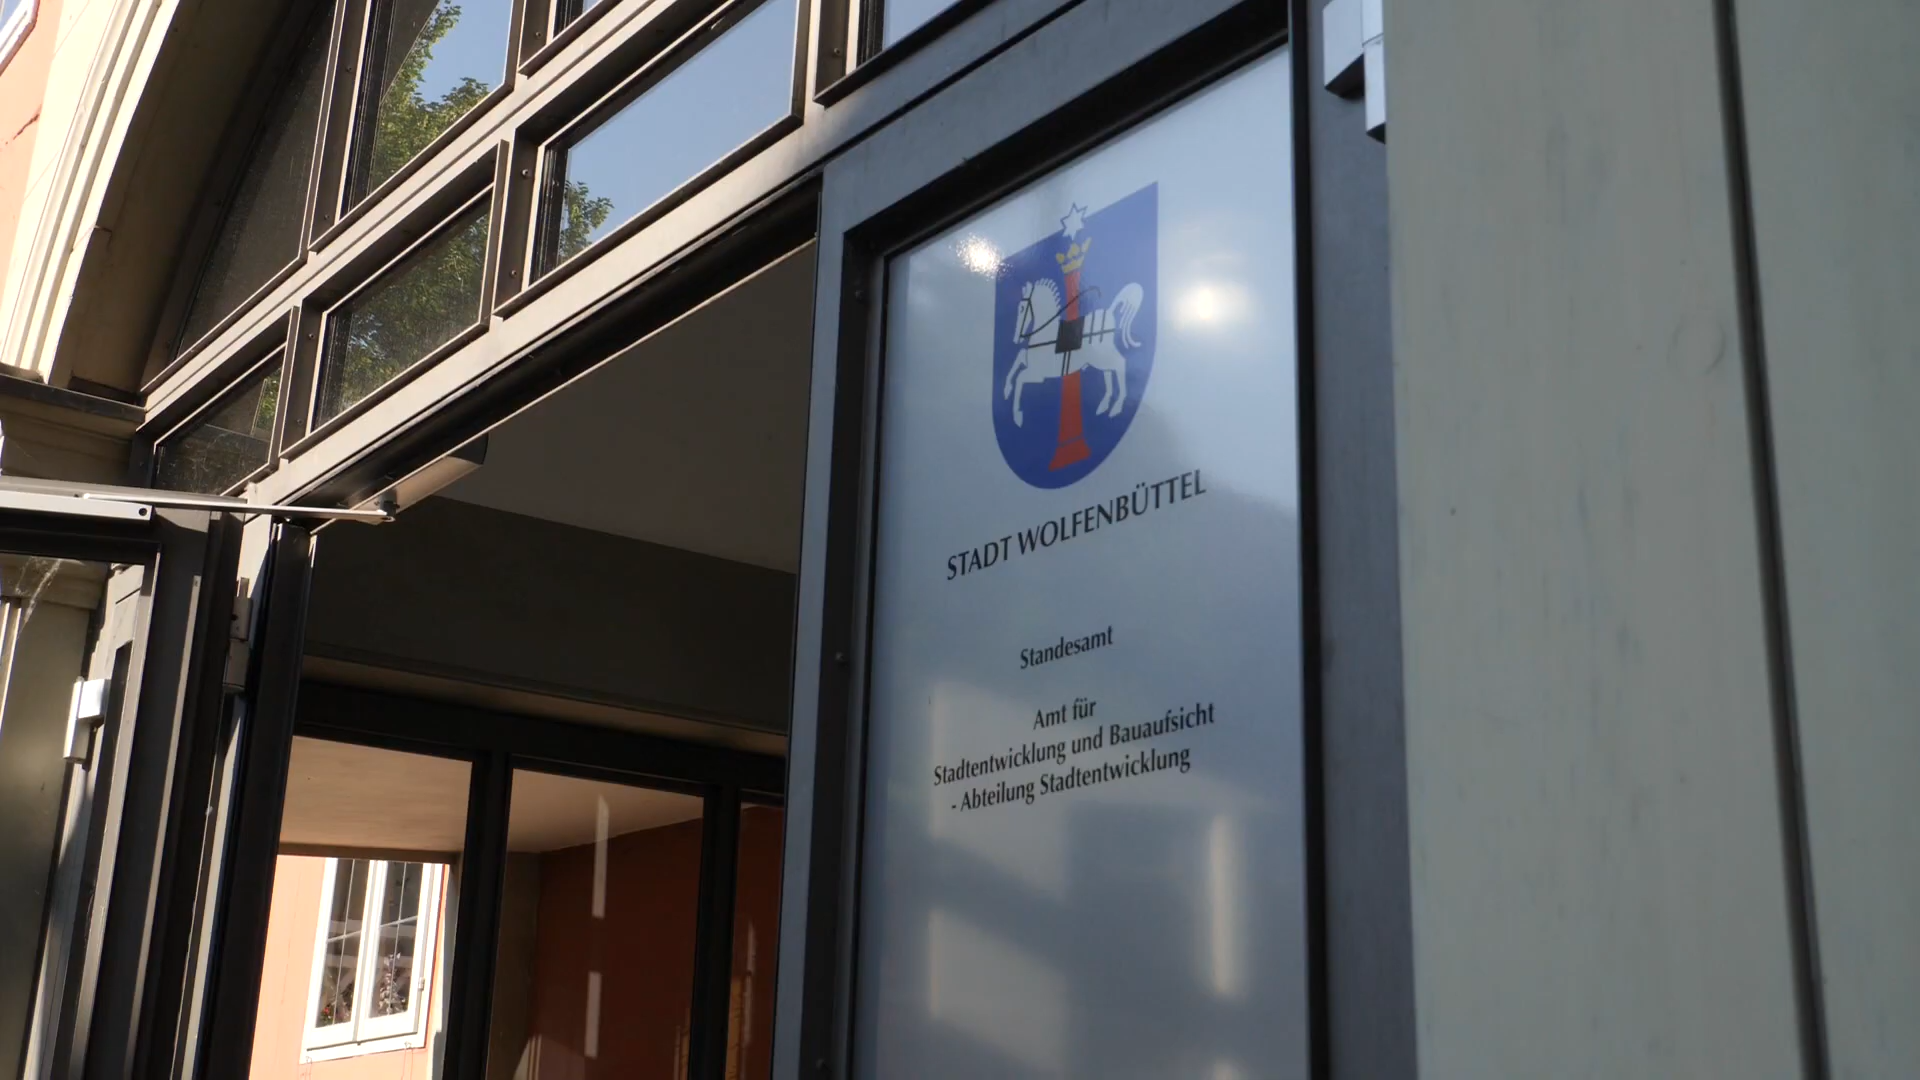 STADT WOLFENBÜTTEL
Standesamt
Amt für
Stadtentwicklung und Bauaufsicht
- Abteilung Stadtentwicklung